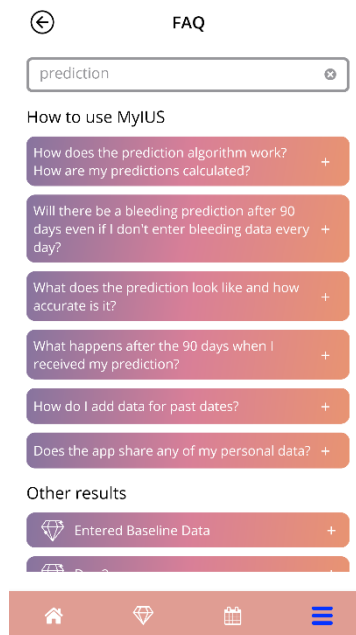 FAQ
prediction
How to use MyIUS
How does the prediction algorithm work?
How are my predictions calculated?
+
Will there be a bleeding prediction after 90
days even if I don't enter bleeding data every
day?
+
What does the prediction look like and how
accurate is it?
+
What happens after the 90 days when I
received my prediction?
+
How do I add data for past dates?
+
Does the app share any of my personal data?
+
Other results
Entered Baseline Data
+